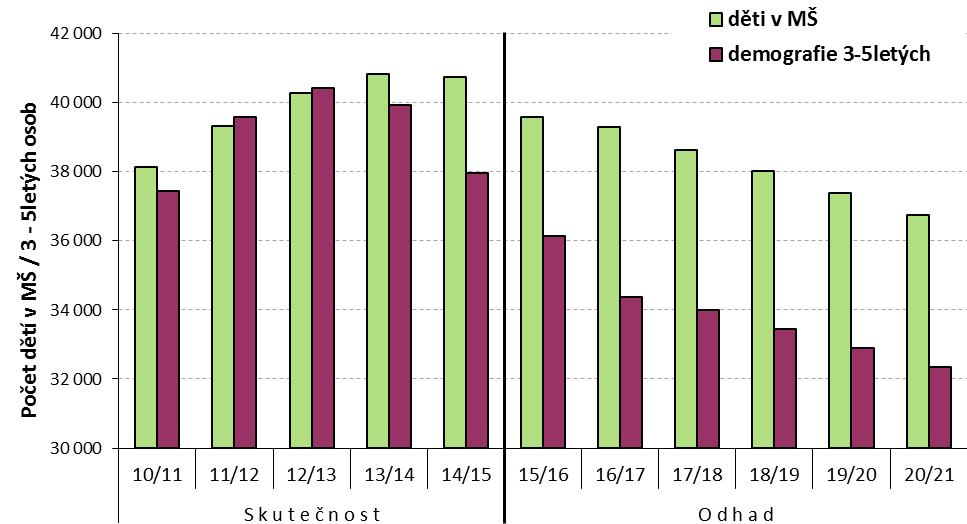 děti v MŠ
demografie 3-5letých
Počet dětí v MŠ / 3 - 5letých osob
42 000
40 000
38 000
36 000
34 000
32 000
30 000
10/11 11/12 12/13 13/14 14/15 15/16 16/17 17/18 18/19 19/20 20/21
Skutečnost Odhad